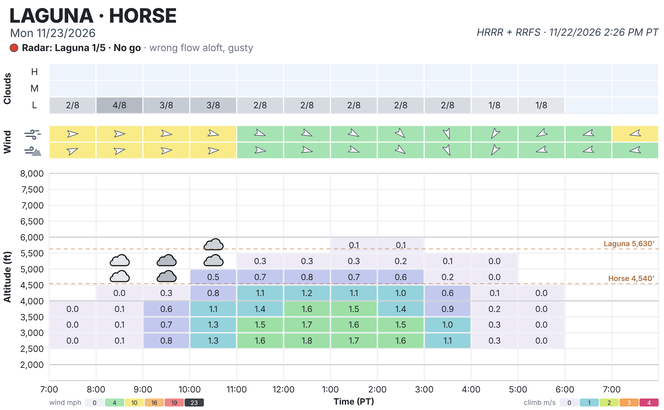 LAGUNA · HORSE
Mon 11/23/2026
HRRR + RRFS · 11/22/2026 2:26 PM PT
Radar: Laguna 1/5 · No go · wrong flow aloft, gusty
Clouds
H
M
L 2/8 4/8 3/8 3/8 2/8 2/8 2/8 2/8 2/8 1/8 1/8
Wind
Altitude (ft)
8,000
7,500
7,000
6,500
6,000
0.1 0.1
Laguna 5,630'
5,500
0.3 0.3 0.3 0.2 0.1 0.0
5,000
0.5 0.7 0.8 0.7 0.6 0.2 0.0
Horse 4,540'
4,500
0.0 0.3 0.8 1.1 1.2 1.1 1.0 0.6 0.1 0.0
4,000
0.0 0.1 0.6 1.1 1.4 1.6 1.5 1.4 0.9 0.2 0.0
3,500
0.0 0.1 0.7 1.3 1.5 1.7 1.6 1.5 1.0 0.3 0.0
3,000
0.0 0.1 0.8 1.3 1.6 1.8 1.7 1.6 1.1 0.3 0.0
2,500
2,000
7:00 8:00 9:00 10:00 11:00 12:00 1:00 2:00 3:00 4:00 5:00 6:00 7:00
Time (PT)
wind mph 0 4 10 16 19 23
climb m/s 0 1 2 3 4